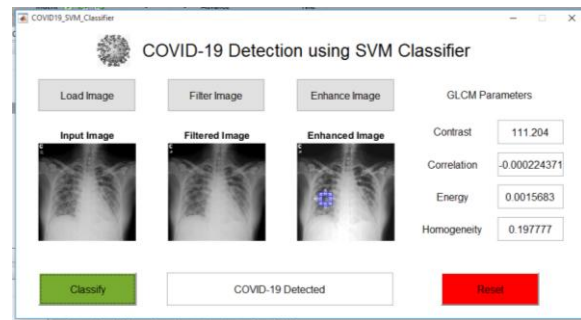 COVID19_SVM_Classifier
COVID-19 Detection using SVM Classifier
Load Image
Filter Image
Enhance Image
GLCM Parameters
Input Image
Filtered Image
Enhanced Image
Contrast
111.204
Correlation
-0.000224371
Energy
0.0015683
Homogeneity
0.197777
Classify
COVID-19 Detected
Reset